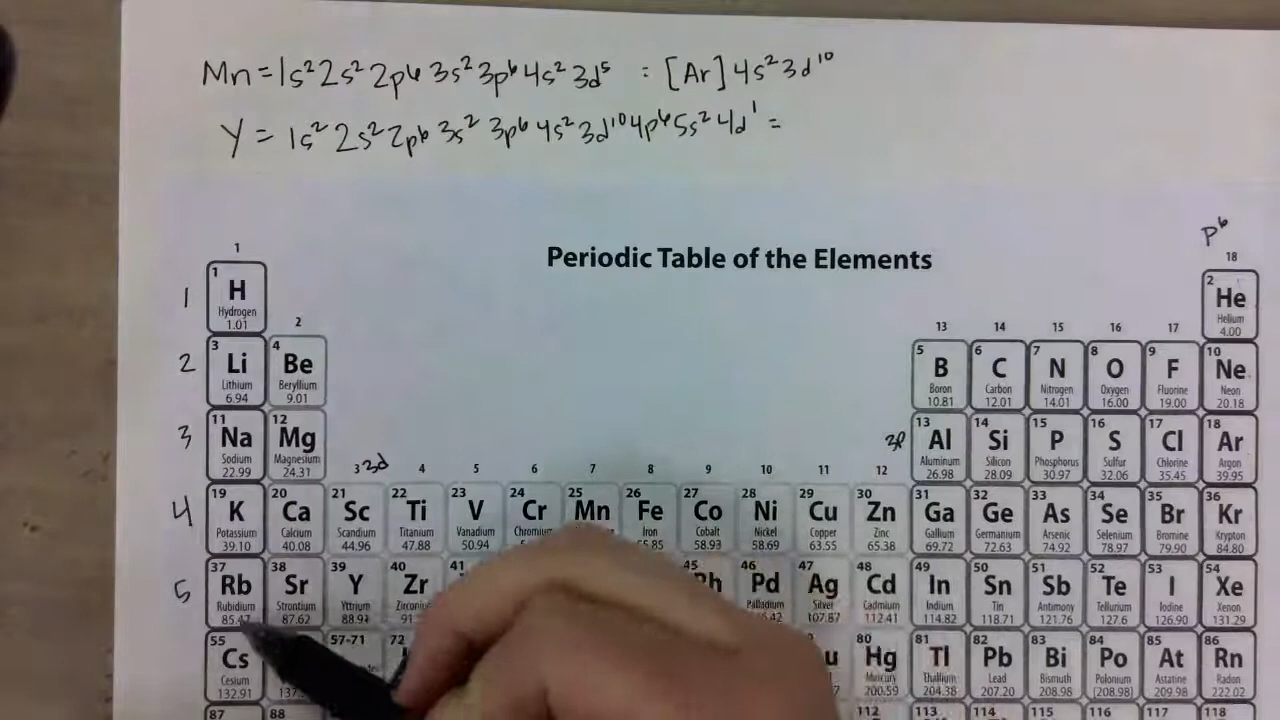 Mn = 1s² 2s² 2p⁶ 3s² 3p⁶ 4s² 3d⁵ = [Ar] 4s² 3d¹⁰
Y = 1s² 2s² 2p⁶ 3s² 3p⁶ 4s² 3d¹⁰ 4p⁶ 5s² 4d¹ =
p⁶
Periodic Table of the Elements
1 18
1 2
1 H He
Hydrogen Helium
1.01 4.00
2 13 14 15 16 17
3 4 5 6 7 8 9 10
2 Li Be B C N O F Ne
Lithium Beryllium Boron Carbon Nitrogen Oxygen Fluorine Neon
6.94 9.01 10.81 12.01 14.01 16.00 19.00 20.18
11 12 13 14 15 16 17 18
3 Na Mg 3p Al Si P S Cl Ar
Sodium Magnesium Aluminum Silicon Phosphorus Sulfur Chlorine Argon
22.99 24.31 26.98 28.09 30.97 32.06 35.45 39.95
3 3d 4 5 6 7 8 9 10 11 12
19 20 21 22 23 24 25 26 27 28 29 30 31 32 33 34 35 36
4 K Ca Sc Ti V Cr Mn Fe Co Ni Cu Zn Ga Ge As Se Br Kr
Potassium Calcium Scandium Titanium Vanadium Chromium Iron Cobalt Nickel Copper Zinc Gallium Germanium Arsenic Selenium Bromine Krypton
39.10 40.08 44.96 47.88 50.94 58.93 58.69 63.55 65.38 69.72 72.63 74.92 78.97 79.90 84.80
37 38 39 40 41 45 46 47 48 49 50 51 52 53 54
5 Rb Sr Y Zr Pd Ag Cd In Sn Sb Te I Xe
Rubidium Strontium Yttrium Palladium Silver Cadmium Indium Tin Antimony Tellurium Iodine Xenon
85.47 87.62 88.91 107.87 112.41 114.82 118.71 121.76 127.6 126.90 131.29
55 57-71 72 80 81 82 83 84 85 86
Cs Hg Tl Pb Bi Po At Rn
Cesium Mercury Thallium Lead Bismuth Polonium Astatine Radon
132.91 200.59 204.38 207.20 208.98 [208.98] 209.98 222.02
87 88 112 113 114 115 116 117 118